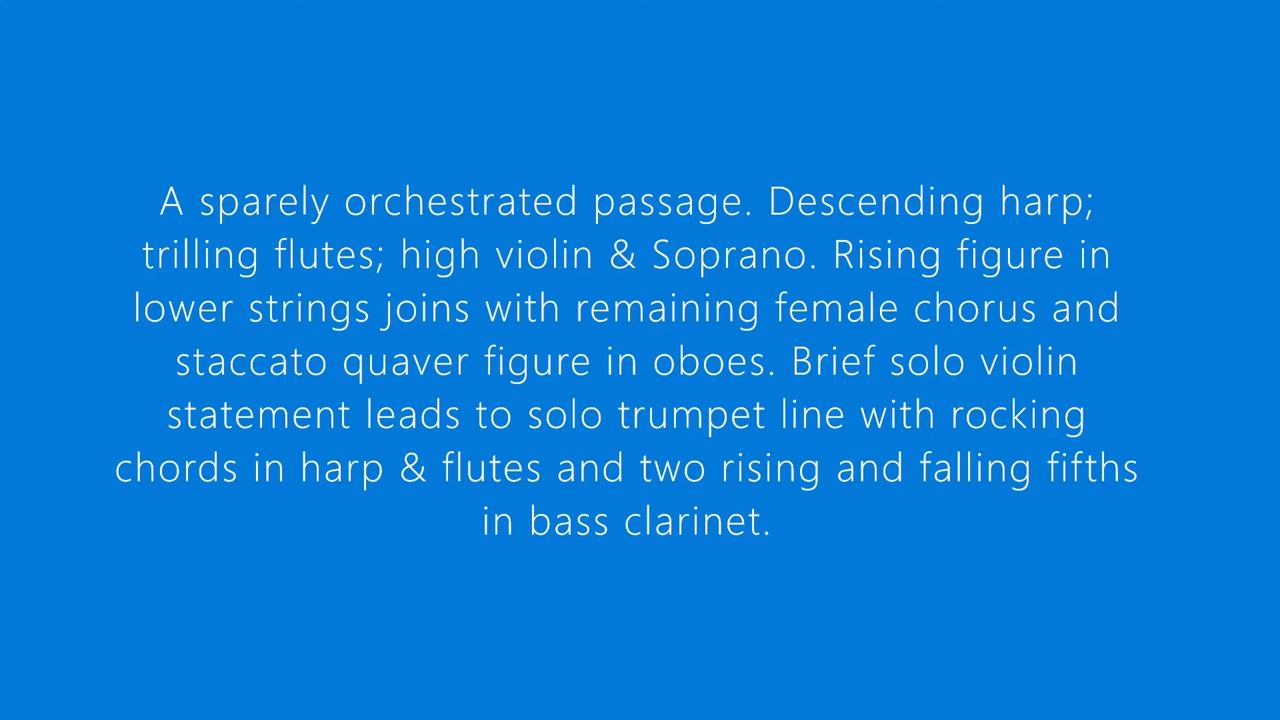 A sparely orchestrated passage. Descending harp;
trilling flutes; high violin & Soprano. Rising figure in
lower strings joins with remaining female chorus and
staccato quaver figure in oboes. Brief solo violin
statement leads to solo trumpet line with rocking
chords in harp & flutes and two rising and falling fifths
in bass clarinet.